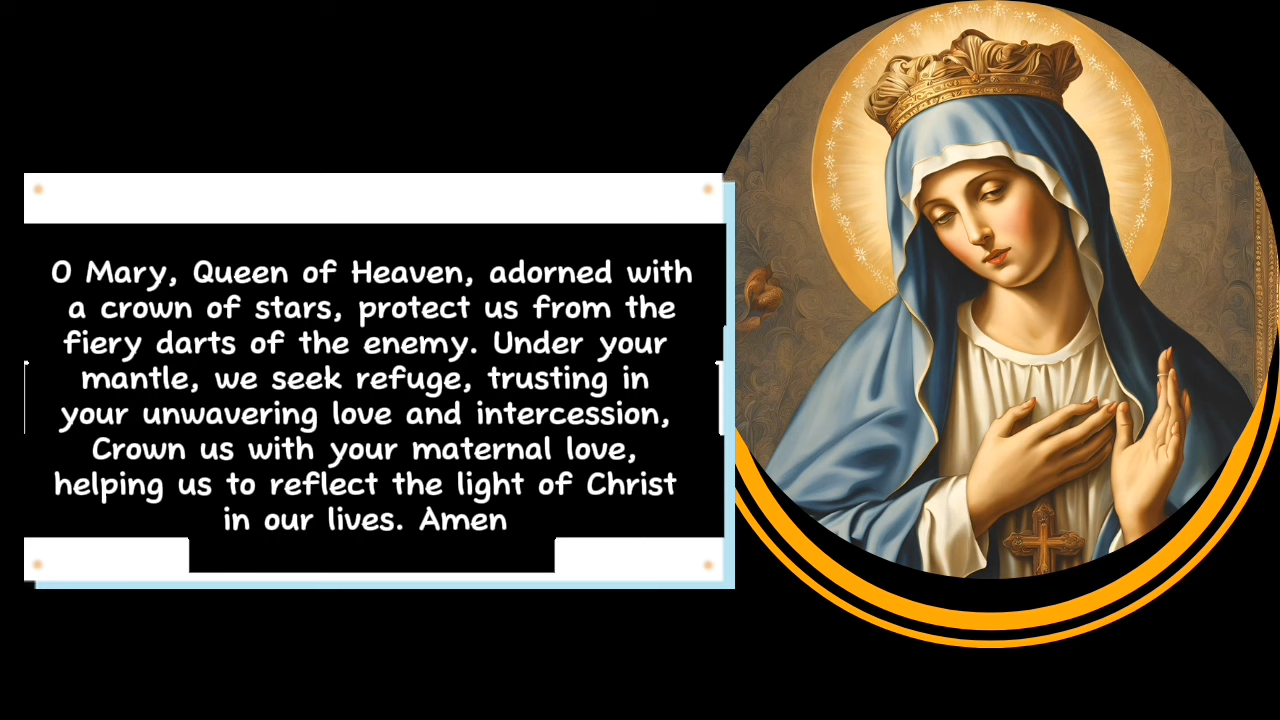 O Mary, Queen of Heaven, adorned with
a crown of stars, protect us from the
fiery darts of the enemy. Under your
mantle, we seek refuge, trusting in
your unwavering love and intercession,
Crown us with your maternal love,
helping us to reflect the light of Christ
in our lives. Amen